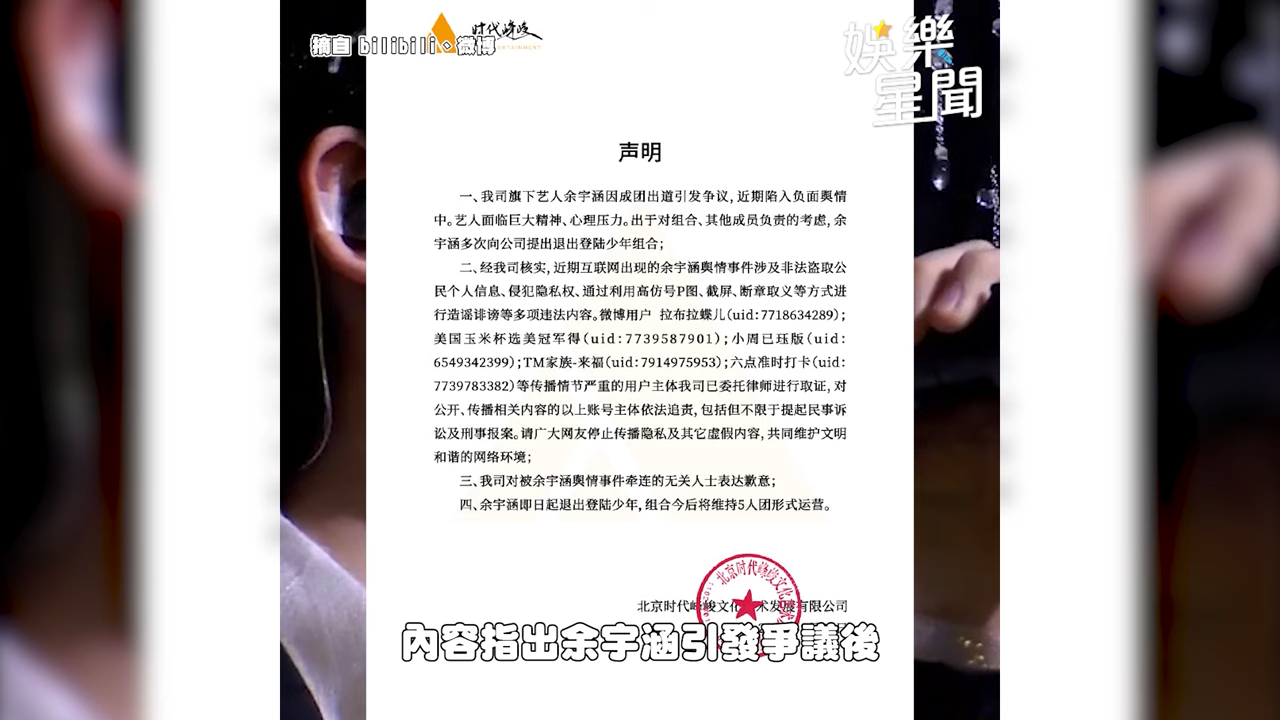 时代峰峻
ENTERTAINMENT
摘自 bilibili、微博
娛樂
星聞
声明
一、我司旗下艺人余宇涵因成团出道引发争议,近期陷入负面舆情
中。艺人面临巨大精神、心理压力。出于对组合、其他成员负责的考虑,余
宇涵多次向公司提出退出登陆少年组合;
二、经我司核实,近期互联网出现的余宇涵舆情事件涉及非法盗取公
民个人信息、侵犯隐私权、通过利用高仿号P图、截屏、断章取义等方式进
行造谣诽谤等多项违法内容。微博用户 拉布拉蝶儿(uid:7718634289);
美国玉米杯选美冠军得(uid:7739587901);小周已珏版(uid:
6549342399);TM家族-来福(uid:7914975953);六点准时打卡(uid:
7739783382)等传播情节严重的用户主体我司已委托律师进行取证,对
公开、传播相关内容的以上账号主体依法追责,包括但不限于提起民事诉
讼及刑事报案。请广大网友停止传播隐私及其它虚假内容,共同维护文明
和谐的网络环境;
三、我司对被余宇涵舆情事件牵连的无关人士表达歉意;
四、余宇涵即日起退出登陆少年,组合今后将维持5人团形式运营。
北京时代峰峻文化艺术发展有限公司
內容指出余宇涵引發爭議後